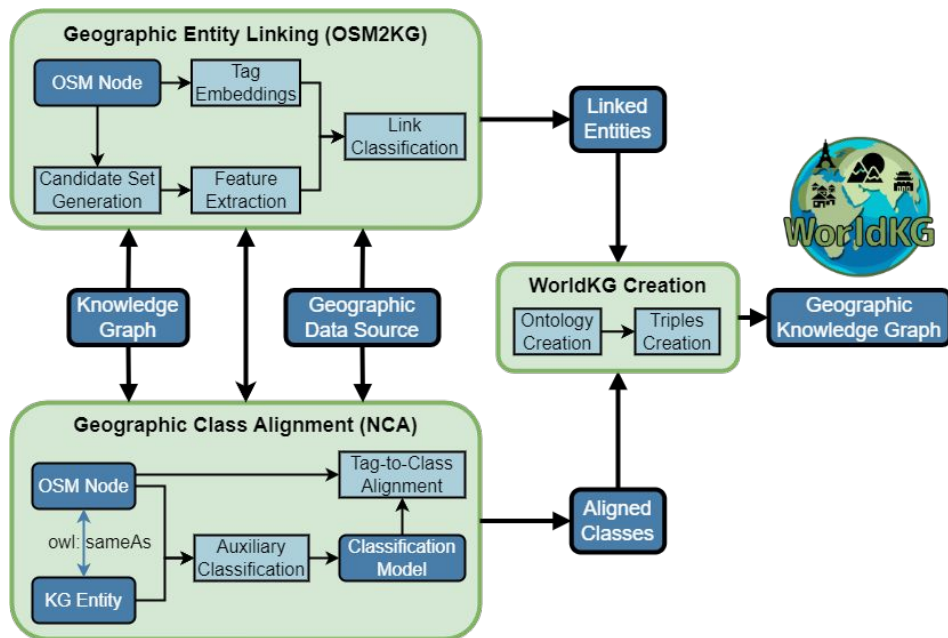 Geographic Entity Linking (OSM2KG)
OSM Node
Tag
Embeddings
Link
Classification
Candidate Set
Generation
Feature
Extraction
Linked
Entities
WorldKG
Knowledge
Graph
Geographic
Data Source
WorldKG Creation
Ontology
Creation
Triples
Creation
Geographic
Knowledge Graph
Geographic Class Alignment (NCA)
OSM Node
Tag-to-Class
Alignment
owl: sameAs
Auxiliary
Classification
Classification
Model
KG Entity
Aligned
Classes